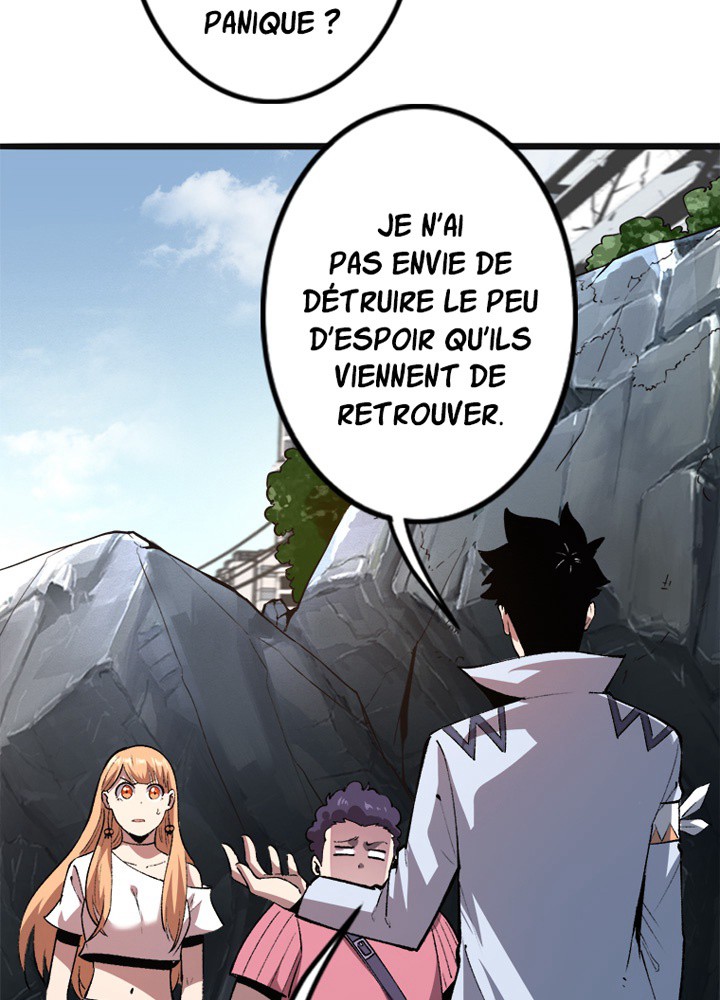 PANIQUE ?
JE N'AI
PAS ENVIE DE
DÉTRUIRE LE PEU
D'ESPOIR QU'ILS
VIENNENT DE
RETROUVER.